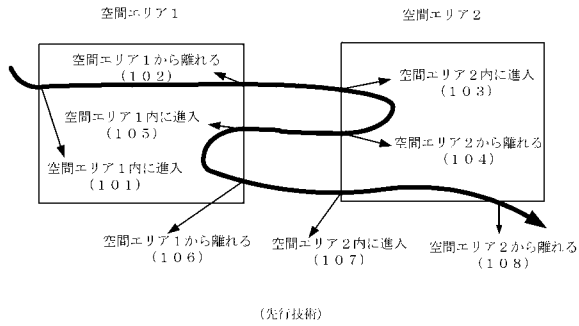 空間エリア１
空間エリア２
空間エリア１から離れる
（１０２）
空間エリア２内に進入
（１０３）
空間エリア１内に進入
（１０５）
空間エリア２から離れる
（１０４）
空間エリア１内に進入
（１０１）
空間エリア１から離れる
（１０６）
空間エリア２内に進入
（１０７）
空間エリア２から離れる
（１０８）
（先行技術）